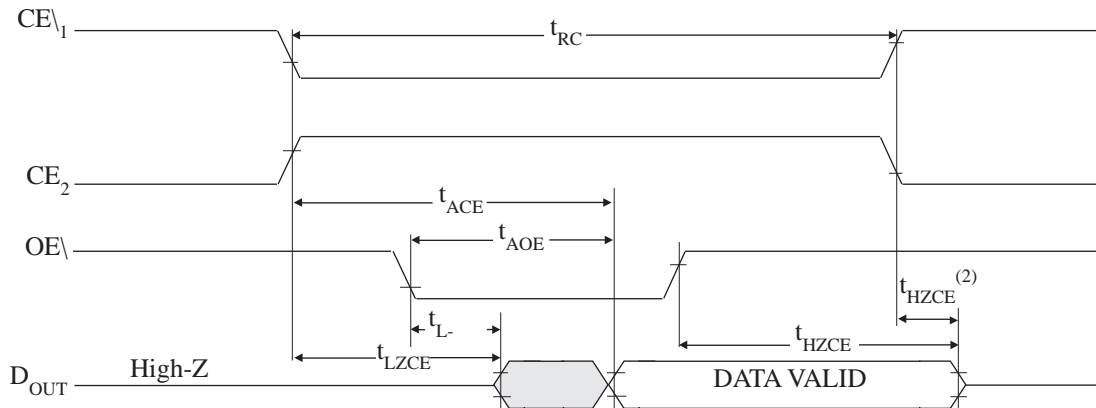 CE\1
tRC
CE2
tACE
OE\
tAOE
tHZCE(2)
tL-
tHZCE
tLZCE
DOUT
High-Z
DATA VALID